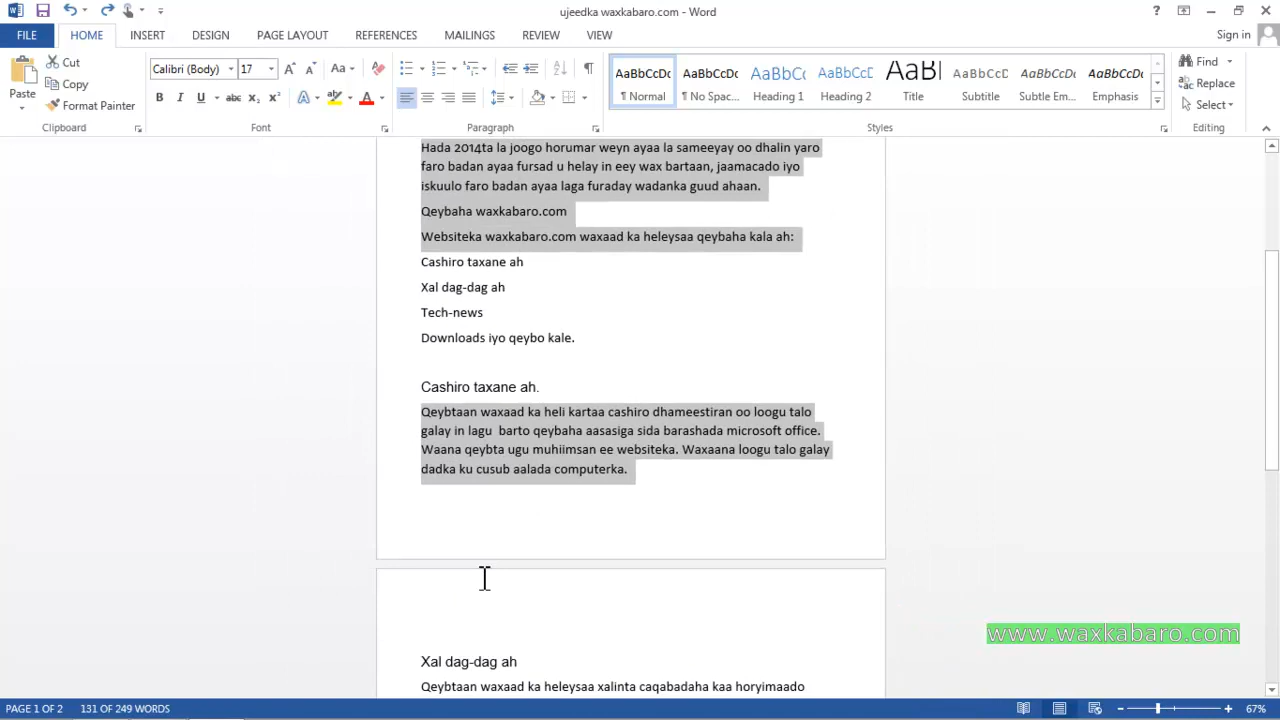 ujeedka waxkabaro.com - Word
Sign in
FILE HOME INSERT DESIGN PAGE LAYOUT REFERENCES MAILINGS REVIEW VIEW
Paste
Cut
Copy
Format Painter
Clipboard
Calibri (Body) 17
Font
Paragraph
AaBbCcDc AaBbCcDc AaBbCc AaBbCcC AaBl AaBbCcC AaBbCcDc AaBbCcDc
¶ Normal ¶ No Spac... Heading 1 Heading 2 Title Subtitle Subtle Em... Emphasis
Styles
Find
Replace
Select
Editing
Hada 2014ta la joogo horumar weyn ayaa la sameeyay oo dhalin yaro
faro badan ayaa fursad u helay in eey wax bartaan, jaamacado iyo
iskuulo faro badan ayaa laga furaday wadanka guud ahaan.
Qeybaha waxkabaro.com
Websiteka waxkabaro.com waxaad ka heleysaa qeybaha kala ah:
Cashiro taxane ah
Xal dag-dag ah
Tech-news
Downloads iyo qeybo kale.
Cashiro taxane ah.
Qeybtaan waxaad ka heli kartaa cashiro dhameestiran oo loogu talo
galay in lagu  barto qeybaha aasasiga sida barashada microsoft office.
Waana qeybta ugu muhiimsan ee websiteka. Waxaana loogu talo galay
dadka ku cusub aalada computerka.
Xal dag-dag ah
Qeybtaan waxaad ka heleysaa xalinta caqabadaha kaa horyimaado
www.waxkabaro.com
PAGE 1 OF 2 131 OF 249 WORDS 67%